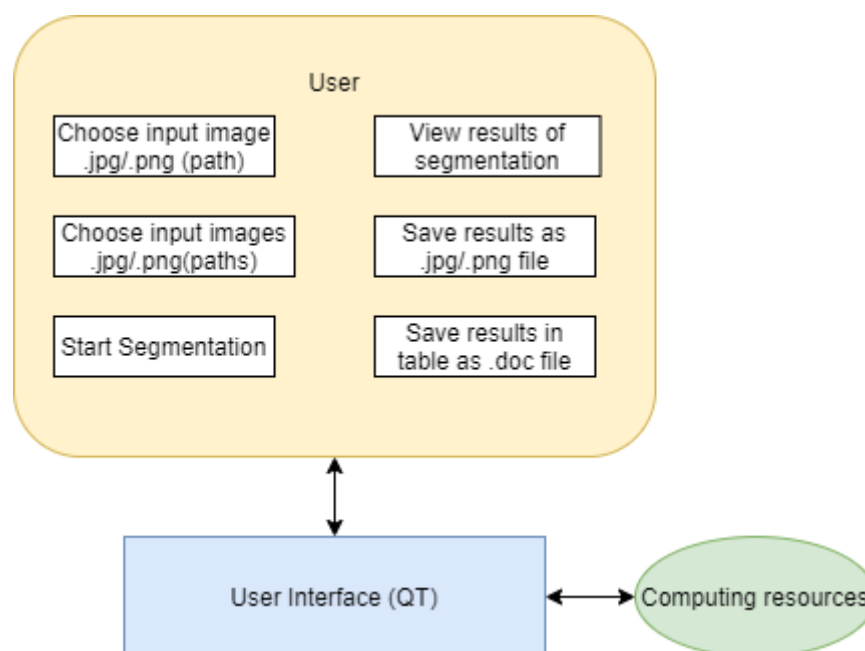 User
Choose input image
.jpg/.png (path)
View results of
segmentation
Choose input images
.jpg/.png(paths)
Save results as
.jpg/.png file
Start Segmentation
Save results in
table as .doc file
User Interface (QT)
Computing resources